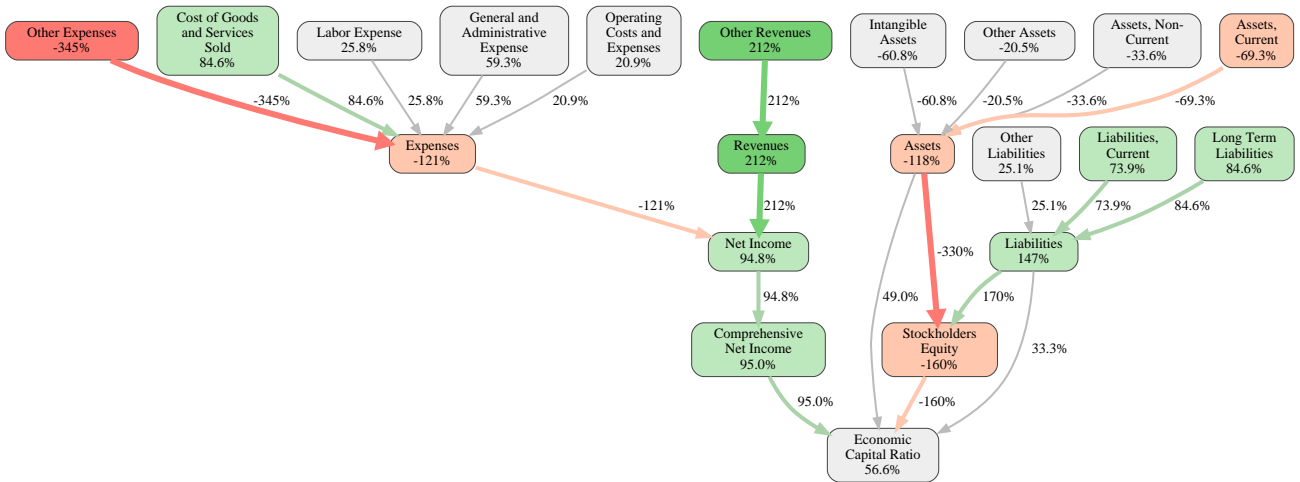 Other Expenses
-345%
Cost of Goods
and Services
Sold
84.6%
Labor Expense
25.8%
General and
Administrative
Expense
59.3%
Operating
Costs and
Expenses
20.9%
Other Revenues
212%
Intangible
Assets
-60.8%
Other Assets
-20.5%
Assets, Non-
Current
-33.6%
Assets,
Current
-69.3%
-345%
84.6%
25.8%
59.3%
20.9%
212%
-60.8%
-20.5%
-33.6%
-69.3%
Expenses
-121%
Revenues
212%
Assets
-118%
Other
Liabilities
25.1%
Liabilities,
Current
73.9%
Long Term
Liabilities
84.6%
-121%
212%
25.1%
73.9%
84.6%
Net Income
94.8%
-330%
Liabilities
147%
94.8%
49.0%
170%
Comprehensive
Net Income
95.0%
Stockholders
Equity
-160%
33.3%
95.0%
-160%
Economic
Capital Ratio
56.6%